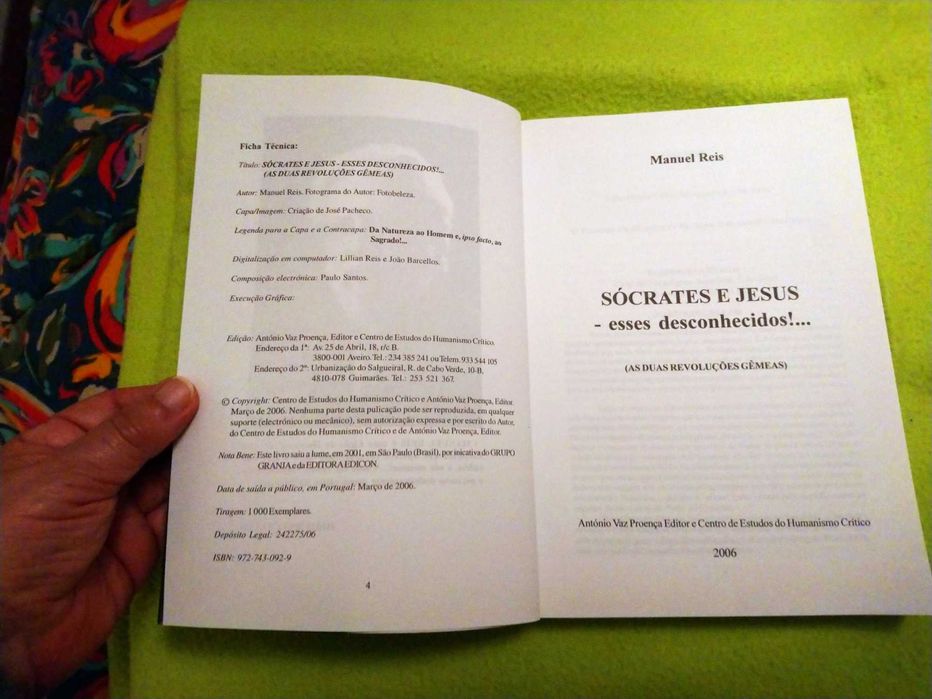 Ficha Técnica:
Título: SÓCRATES E JESUS - ESSES DESCONHECIDOS!...
(AS DUAS REVOLUÇÕES GÊMEAS)
Autor: Manuel Reis. Fotograma do Autor: Fotobeleza.
Capa/Imagem: Criação de José Pacheco.
Legenda para a Capa e a Contracapa: Da Natureza ao Homem e, ipso facto, ao
Sagrado!...
Digitalização em computador: Lillian Reis e João Barcellos.
Composição electrónica: Paulo Santos.
Execução Gráfica:
Edição: António Vaz Proença, Editor e Centro de Estudos do Humanismo Crítico.
Endereço da 1ª: Av. 25 de Abril, 18, r/c B.
3800-001 Aveiro. Tel.: 234 385 241 ou Telem. 933 544 105
Endereço do 2º: Urbanização do Salgueiral, R. de Cabo Verde, 10-B,
4810-078 Guimarães. Tel.: 253 521 367.
© Copyright: Centro de Estudos do Humanismo Crítico e António Vaz Proença, Editor.
Março de 2006. Nenhuma parte desta pulicação pode ser reproduzida, em qualquer
suporte (electrónico ou mecânico), sem autorização expressa e por escrito do Autor,
do Centro de Estudos do Humanismo Crítico e de António Vaz Proença, Editor.
Nota Bene: Este livro saiu a lume, em 2001, em São Paulo (Brasil), por inicativa do GRUPO
GRANJA e da EDITORA EDICON.
Data de saída a público, em Portugal: Março de 2006.
Tiragem: 1 000 Exemplares.
Depósito Legal: 242275/06
ISBN: 972-743-092-9
4
Manuel Reis
SÓCRATES E JESUS
- esses desconhecidos!...
(AS DUAS REVOLUÇÕES GÊMEAS)
António Vaz Proença Editor e Centro de Estudos do Humanismo Crítico
2006